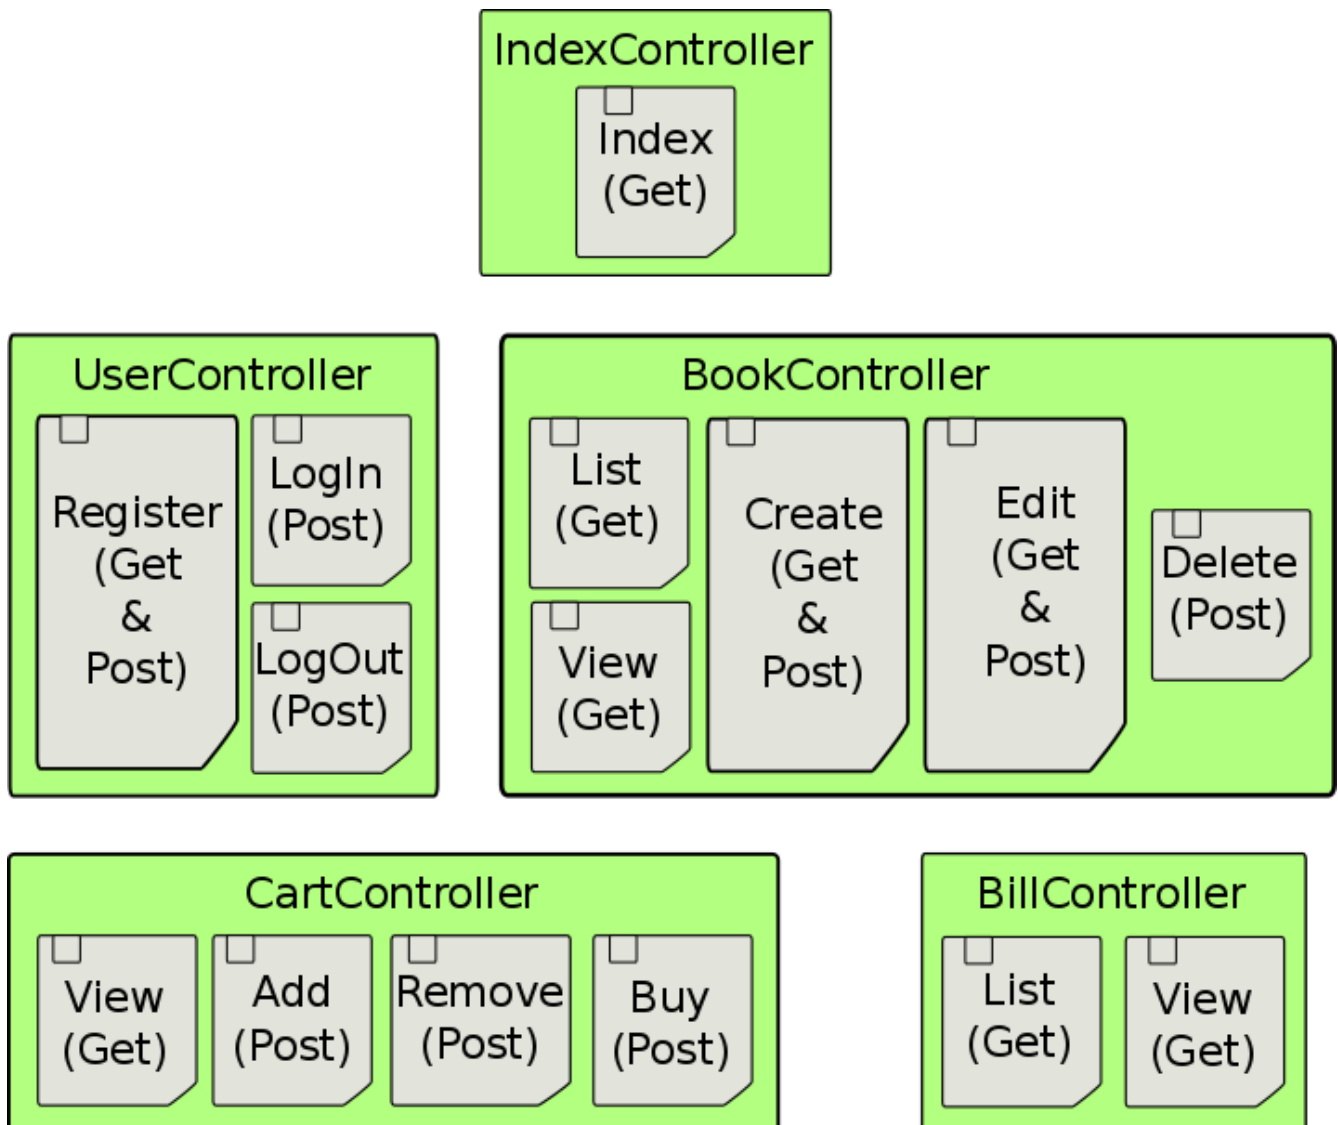 IndexController
Index
(Get)
UserController
Register
(Get
&
Post)
LogIn
(Post)
LogOut
(Post)
BookController
List
(Get)
View
(Get)
Create
(Get
&
Post)
Edit
(Get
&
Post)
Delete
(Post)
CartController
View
(Get)
Add
(Post)
Remove
(Post)
Buy
(Post)
BillController
List
(Get)
View
(Get)